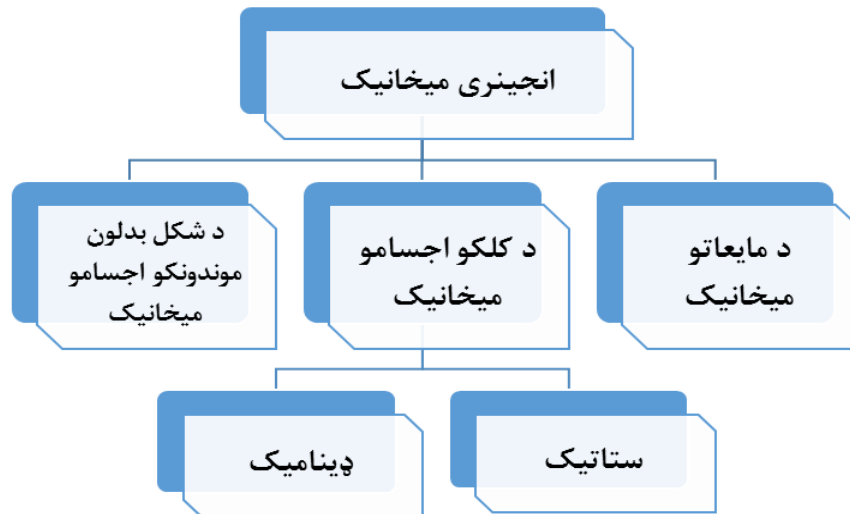 انجینری میخانیک
د مایعاتو
میخانیک
د کلکو اجسامو
میخانیک
د شکل بدلون
موندونکو اجسامو
میخانیک
ستاتیک
ډینامیک